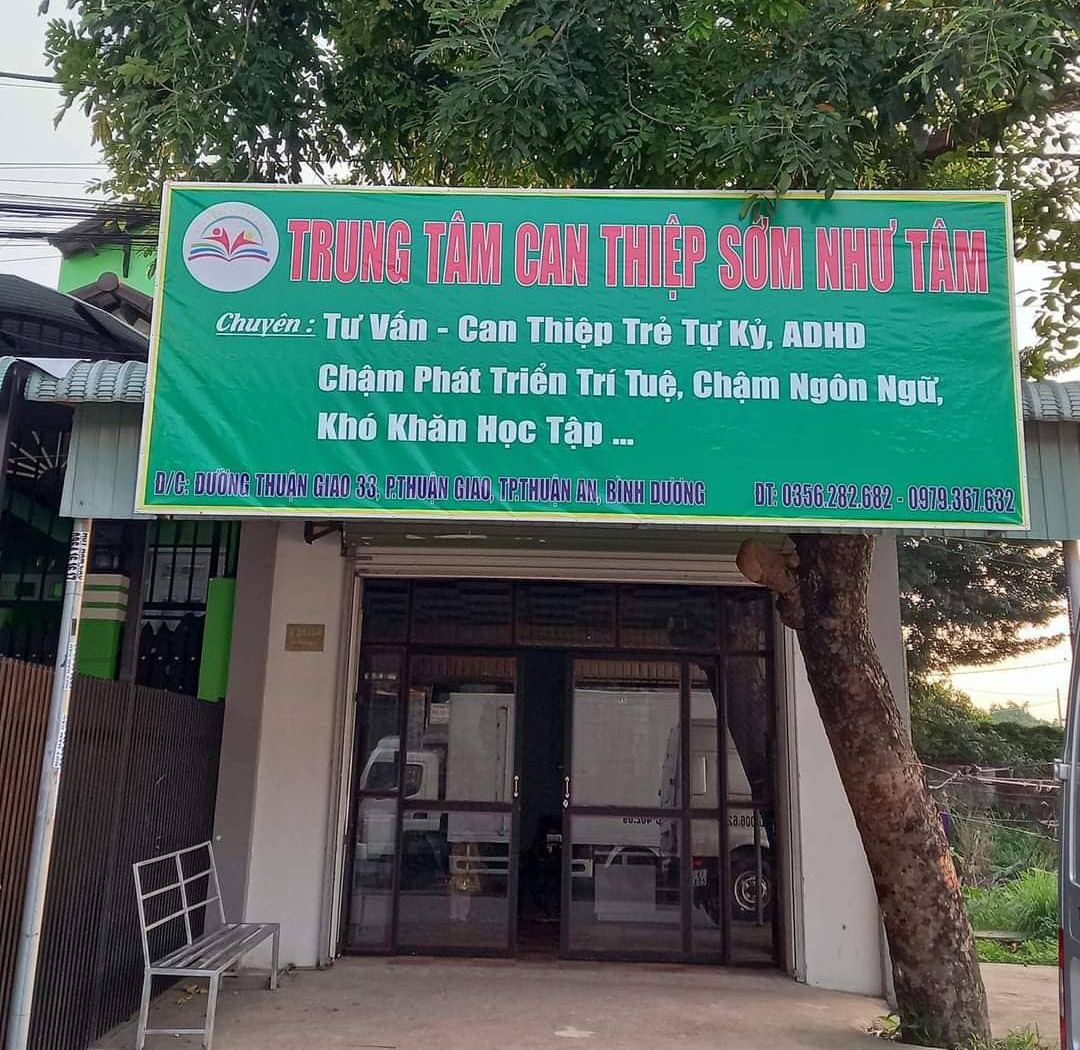 TRUNG TÂM CAN THIỆP SỚM NHƯ TÂM
Chuyên: Tư Vấn - Can Thiệp Trẻ Tự Kỷ, ADHD
Chậm Phát Triển Trí Tuệ, Chậm Ngôn Ngữ,
Khó Khăn Học Tập ...
Đ/C: ĐƯỜNG THUẬN GIAO 33, P.THUẬN GIAO, TP.THUẬN AN, BÌNH DƯƠNG ĐT: 0356.282.682 - 0979.367.632